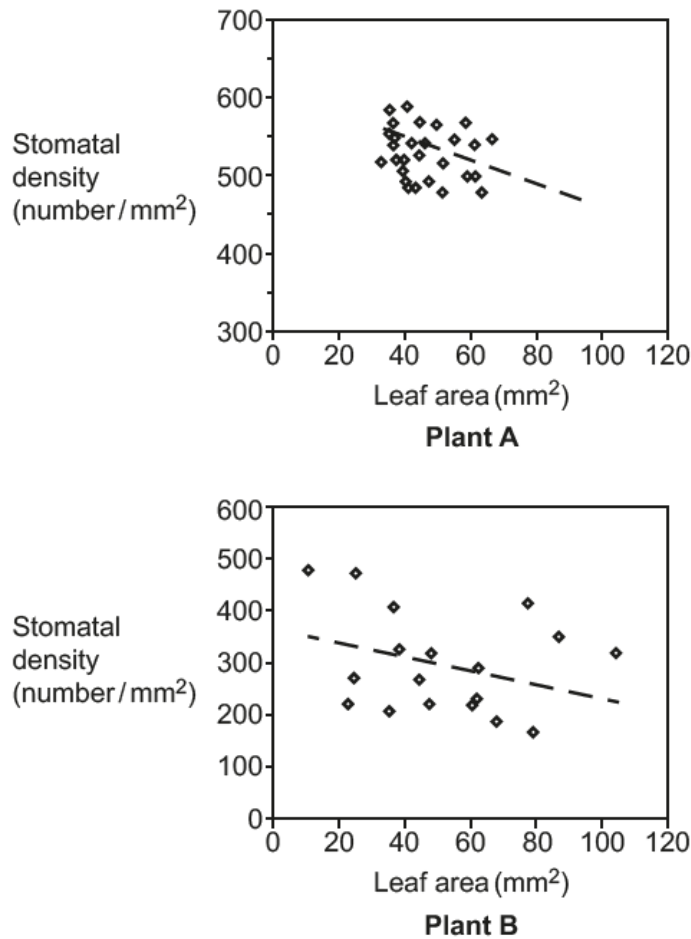 700
600
Stomatal
density
(number/mm²)
500
400
300
0 20 40 60 80 100 120
Leaf area (mm²)
Plant A
600
500
400
Stomatal
density
(number/mm²)
300
200
100
0
0 20 40 60 80 100 120
Leaf area (mm²)
Plant B